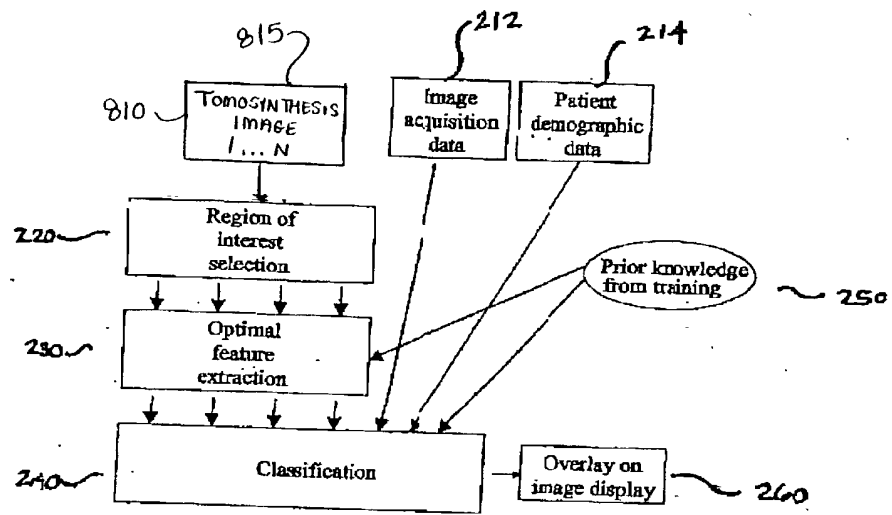 815
212
214
810
TOMOSYNTHESIS
IMAGE
1...N
Image
acquisition
data
Patient
demographic
data
220
Region of
interest
selection
Prior knowledge
from training
250
230
Optimal
feature
extraction
240
Classification
Overlay on
image display
260